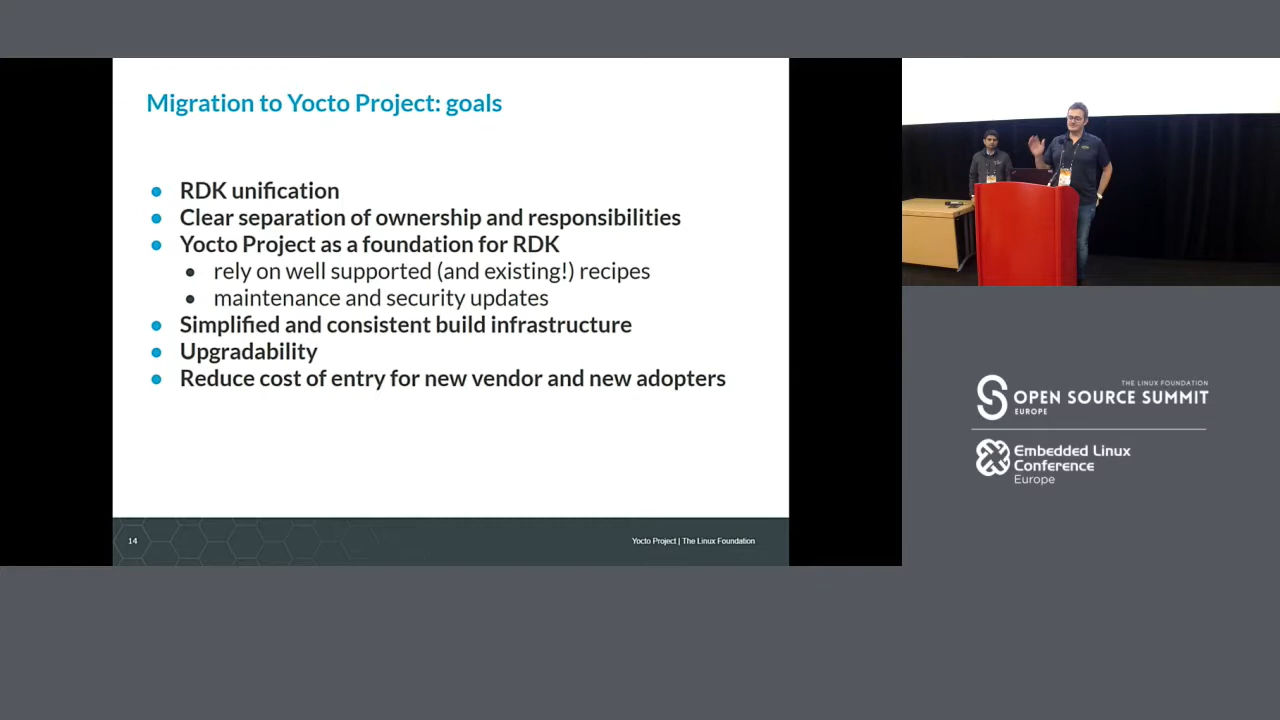 Migration to Yocto Project: goals
RDK unification
Clear separation of ownership and responsibilities
Yocto Project as a foundation for RDK
rely on well supported (and existing!) recipes
maintenance and security updates
Simplified and consistent build infrastructure
Upgradability
Reduce cost of entry for new vendor and new adopters
14
Yocto Project | The Linux Foundation
THE LINUX FOUNDATION
OPEN SOURCE SUMMIT
EUROPE
Embedded Linux
Conference
Europe